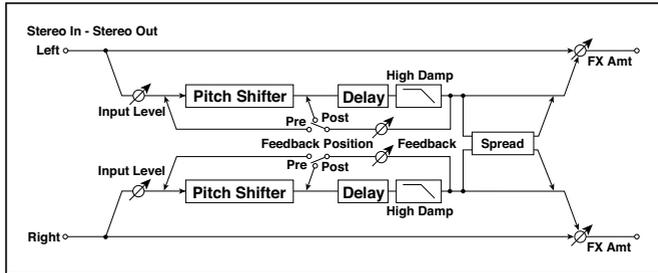 Stereo In - Stereo Out
Left
FX Amt
High Damp
Pitch Shifter
Delay
Input Level
Pre
Post
Feedback Position
Feedback
Spread
Input Level
Pre
Post
Pitch Shifter
Delay
High Damp
Right
FX Amt